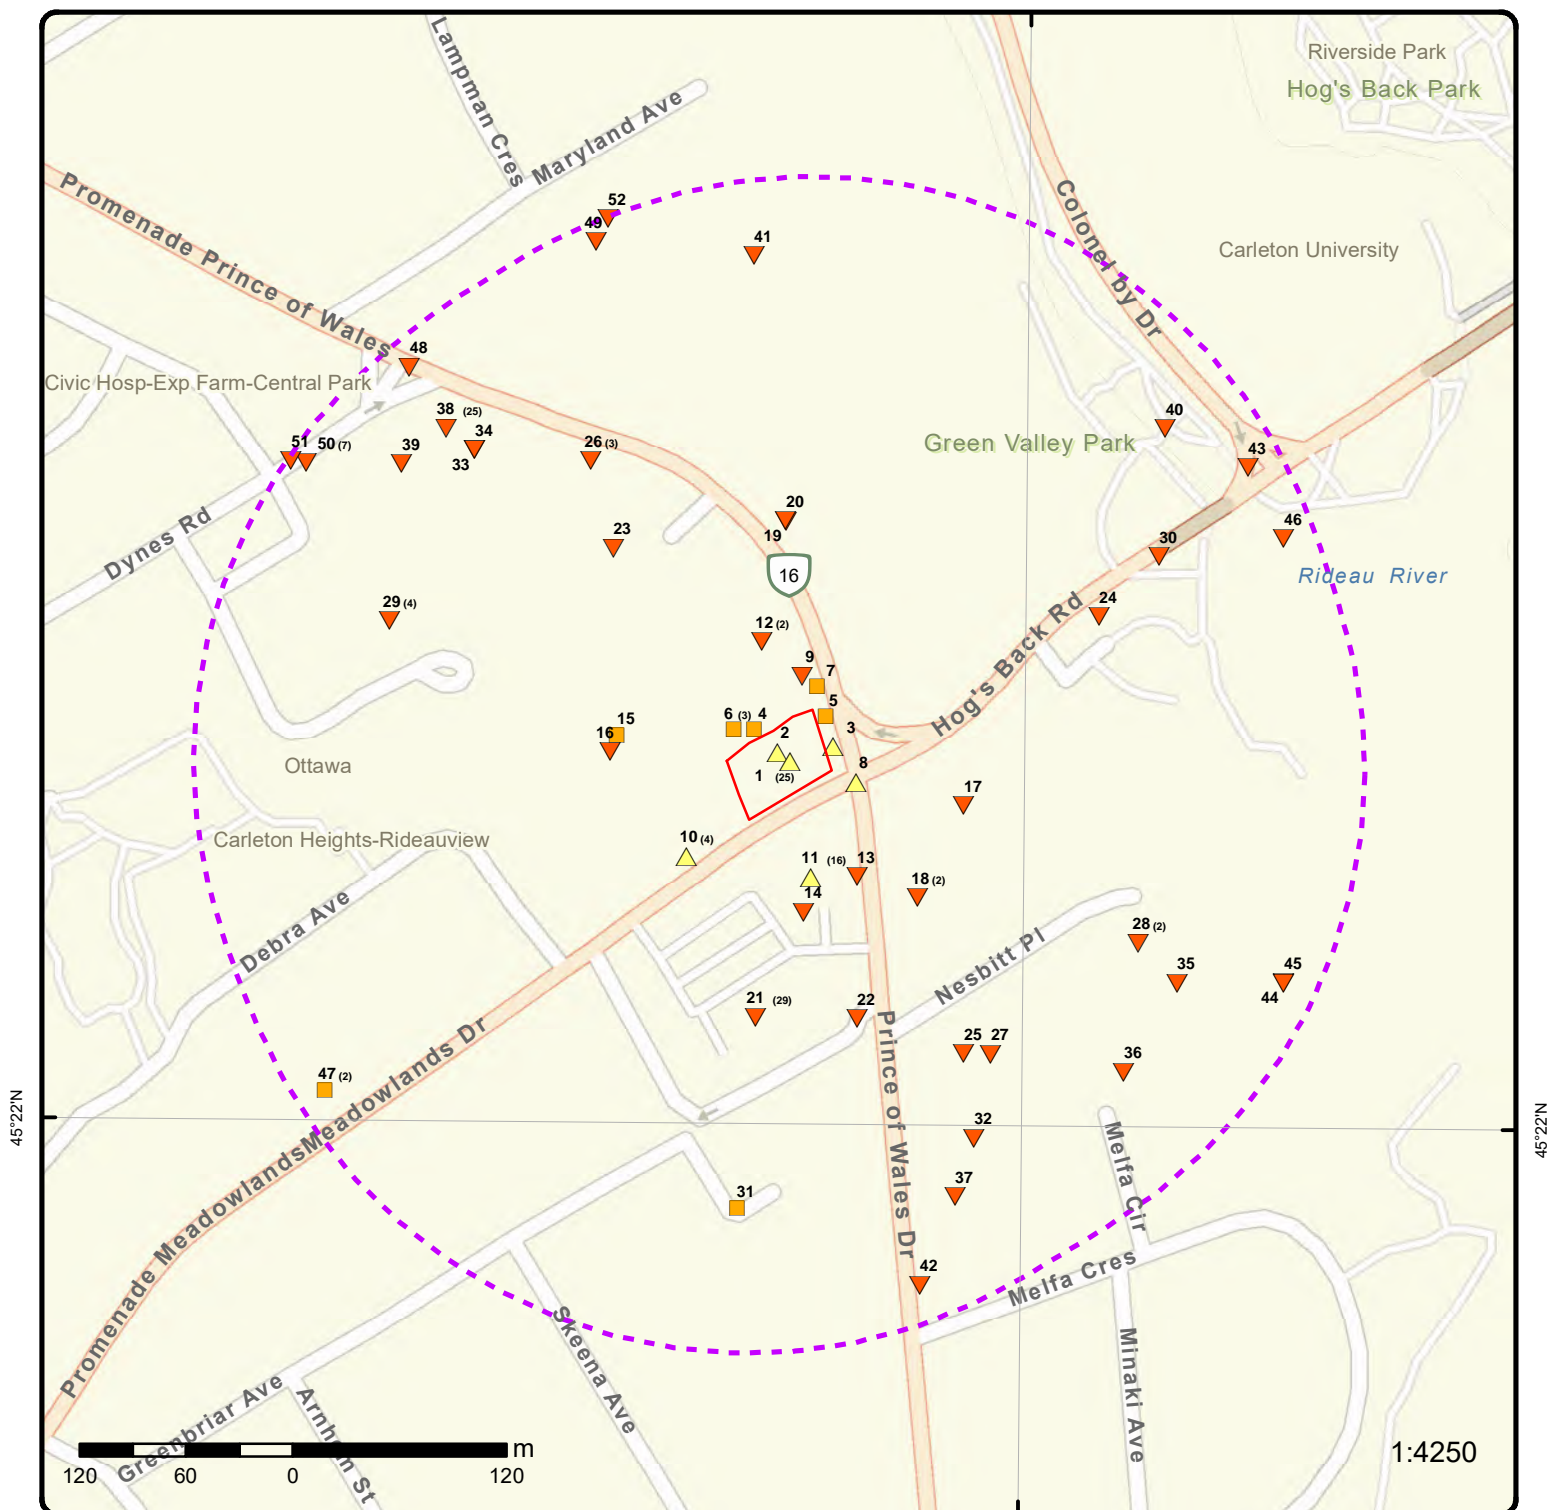 Riverside Park
Hog's Back Park
Lampman Cres
Maryland Ave
Promenade Prince of Wales
Colonel by Dr
Carleton University
52
49
41
48
Civic Hosp-Exp Farm-Central Park
38 (25)
34
33
39
51
50 (7)
26 (3)
40
Green Valley Park
43
20
19
23
46
30
Dynes Rd
16
Rideau River
29 (4)
24
12 (2)
Hog's Back Rd
9
7
5
6 (3)
4
15
16
2
3
1 (25)
8
Ottawa
17
Carleton Heights-Rideauview
10 (4)
11 (16)
13
14
18 (2)
Debra Ave
Nesbitt Pl
28 (2)
35
45
44
21 (29)
22
25
27
36
47 (2)
45°22'N
45°22'N
Promenade Meadowlands
Meadowlands Dr
Prince of Wales Dr
32
Melfa Cir
37
31
42
Melfa Cres
Skeena Ave
Minaki Ave
Greenbriar Ave
Arnhem St
m
120 60 0 120
1:4250